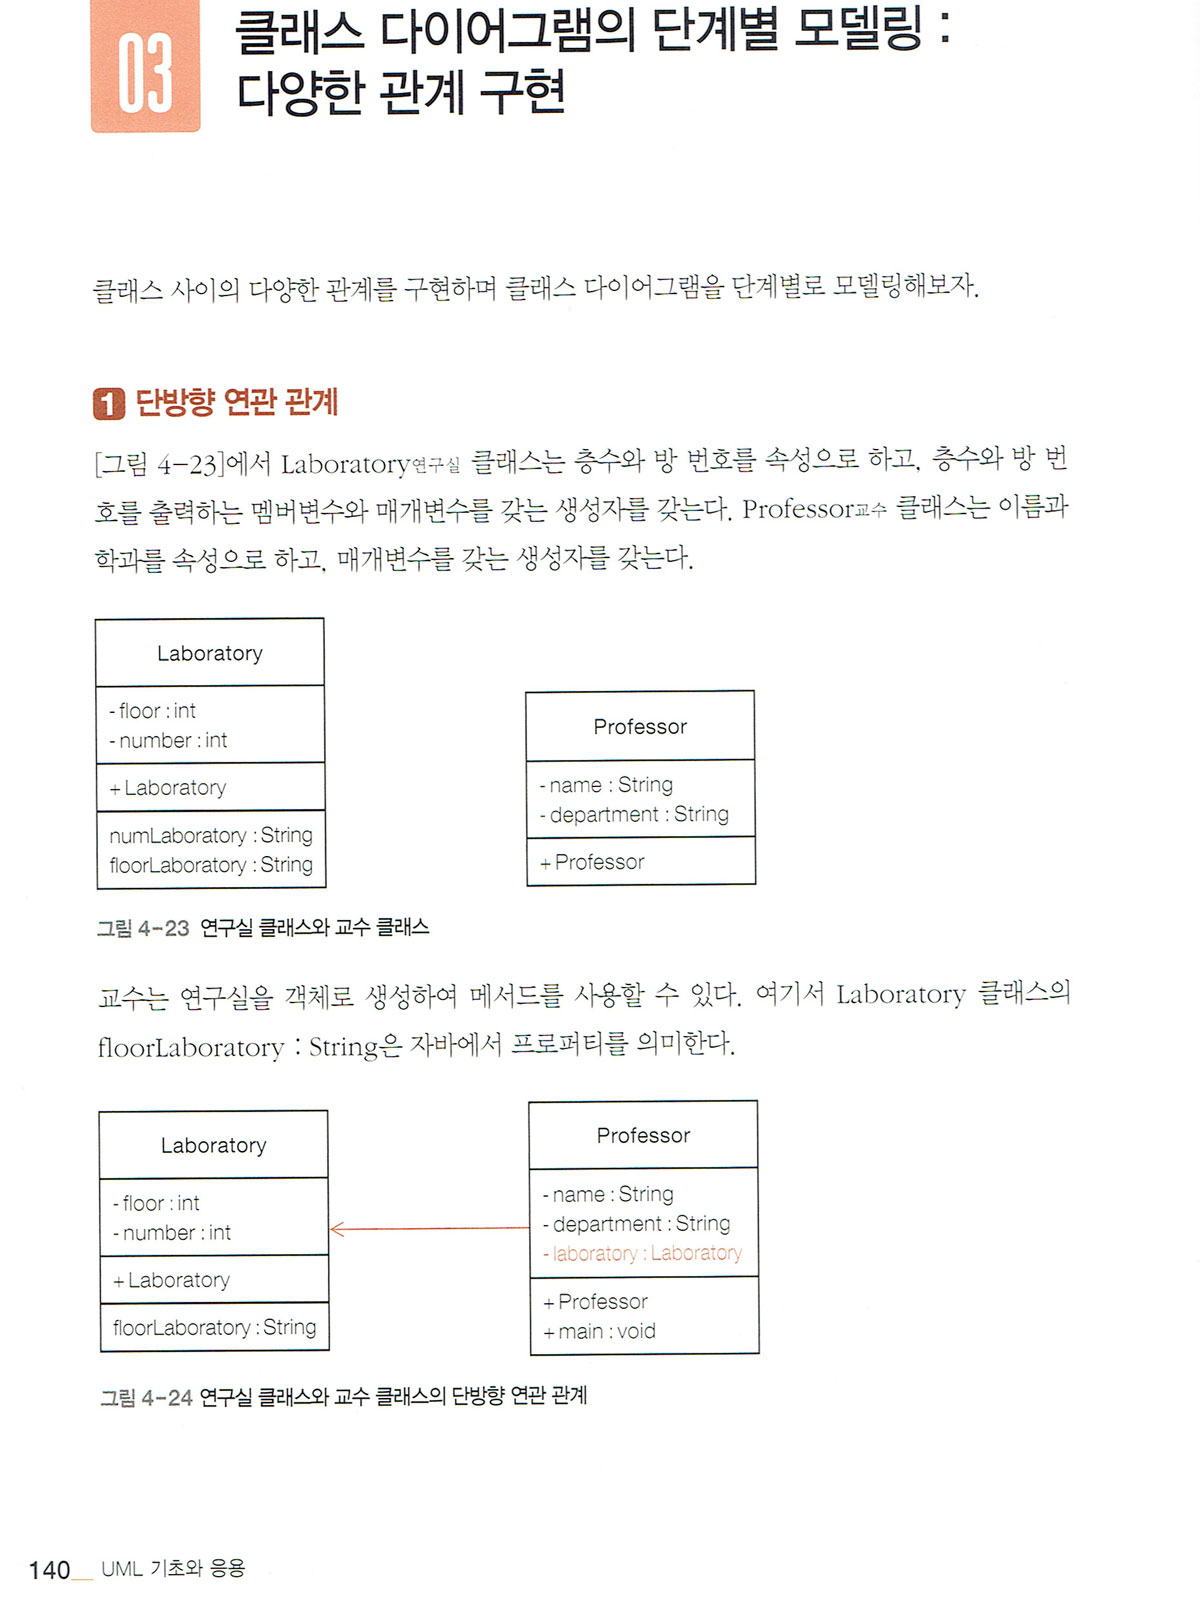 03
클래스 다이어그램의 단계별 모델링 :
다양한 관계 구현
클래스 사이의 다양한 관계를 구현하며 클래스 다이어그램을 단계별로 모델링해보자.
1 단방향 연관 관계
[그림 4-23]에서 Laboratory연구실 클래스는 층수와 방 번호를 속성으로 하고, 층수와 방 번
호를 출력하는 멤버변수와 매개변수를 갖는 생성자를 갖는다. Professor교수 클래스는 이름과
학과를 속성으로 하고, 매개변수를 갖는 생성자를 갖는다.
Laboratory
- floor : int
- number : int
+ Laboratory
numLaboratory : String
floorLaboratory : String
Professor
- name : String
- department : String
+ Professor
그림 4-23 연구실 클래스와 교수 클래스
교수는 연구실을 객체로 생성하여 메서드를 사용할 수 있다. 여기서 Laboratory 클래스의
floorLaboratory : String은 자바에서 프로퍼티를 의미한다.
Laboratory
- floor : int
- number : int
+ Laboratory
floorLaboratory : String
Professor
- name : String
- department : String
- laboratory : Laboratory
+ Professor
+ main : void
그림 4-24 연구실 클래스와 교수 클래스의 단방향 연관 관계
140__ UML 기초와 응용